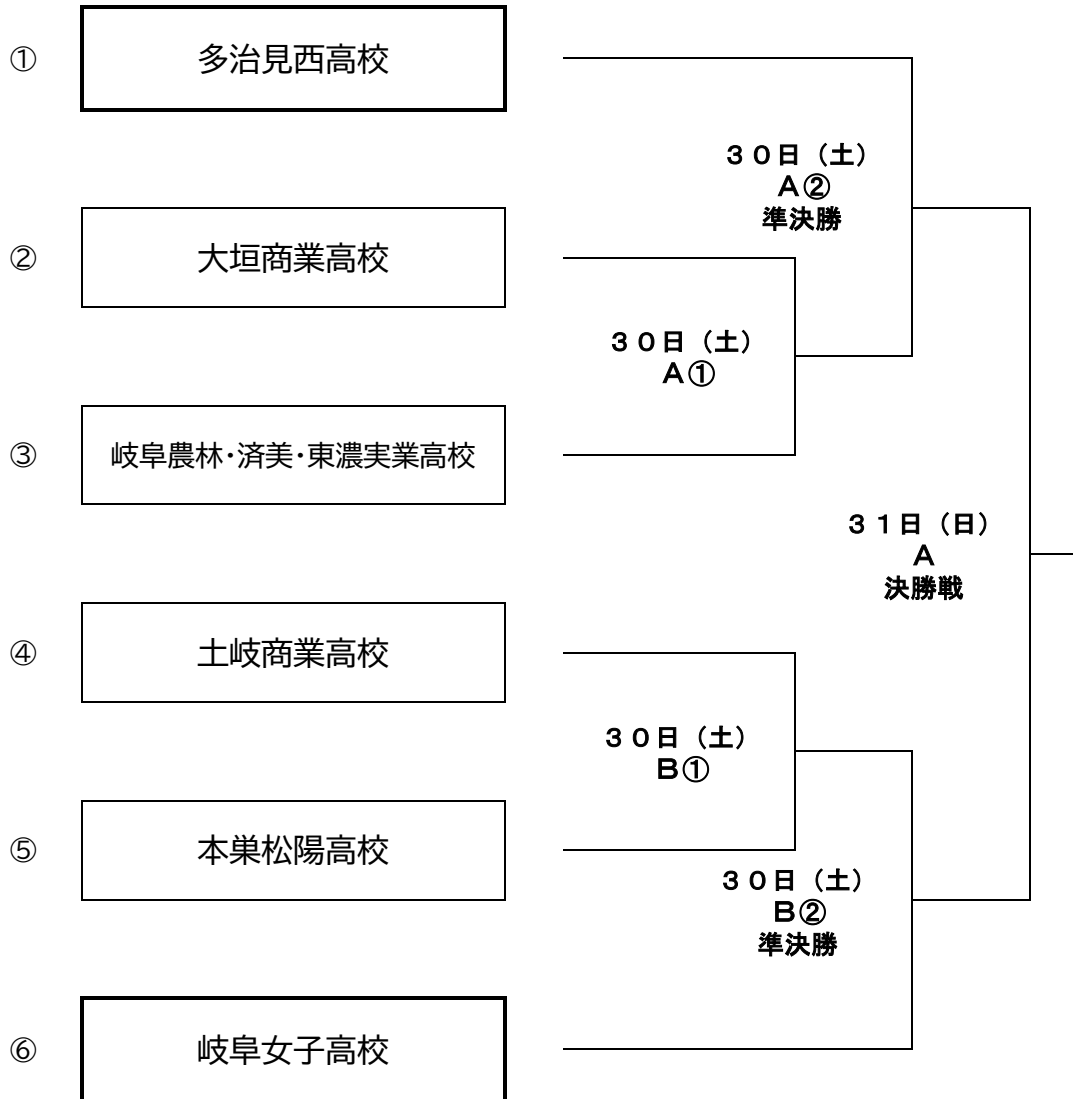 ① 多治見西高校
３０日（土）
Ａ②
準決勝
② 大垣商業高校
３０日（土）
Ａ①
③ 岐阜農林・済美・東濃実業高校
３１日（日）
Ａ
決勝戦
④ 土岐商業高校
３０日（土）
Ｂ①
⑤ 本巣松陽高校
３０日（土）
Ｂ②
準決勝
⑥ 岐阜女子高校